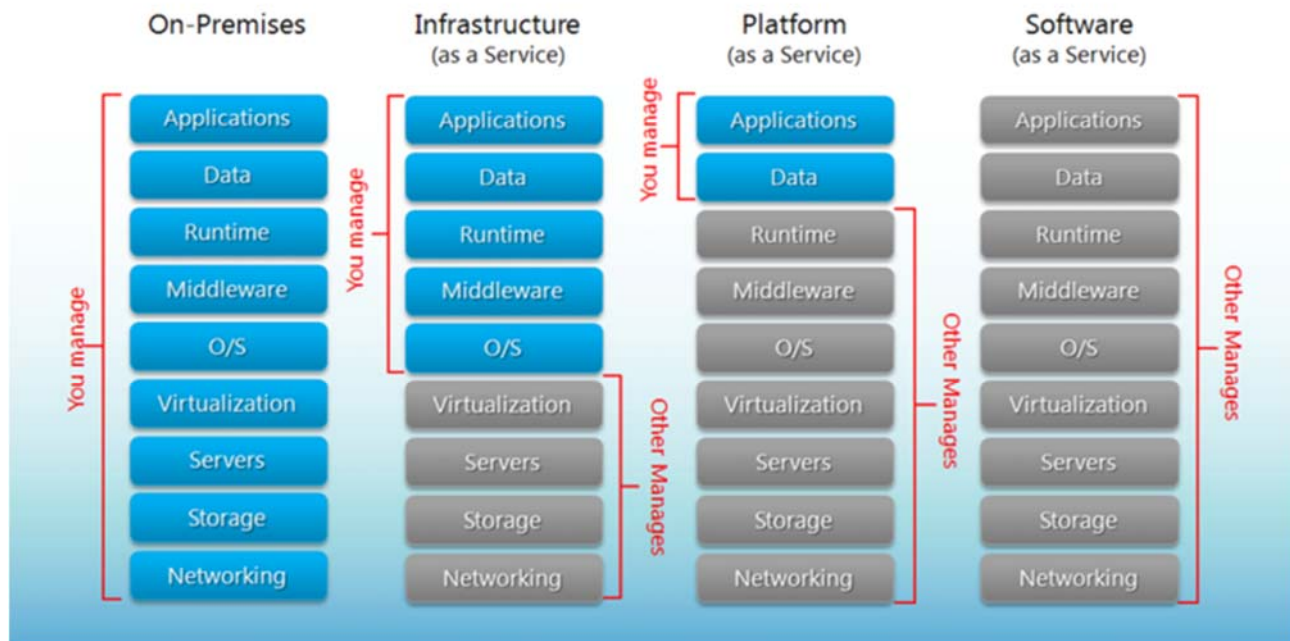 On-Premises
Infrastructure
(as a Service)
Platform
(as a Service)
Software
(as a Service)
You manage
Applications
Data
Runtime
Middleware
O/S
Virtualization
Servers
Storage
Networking
You manage
Applications
Data
Runtime
Middleware
O/S
Virtualization
Servers
Storage
Networking
Other Manages
You manage
Applications
Data
Runtime
Middleware
O/S
Virtualization
Servers
Storage
Networking
Other Manages
Applications
Data
Runtime
Middleware
O/S
Virtualization
Servers
Storage
Networking
Other Manages